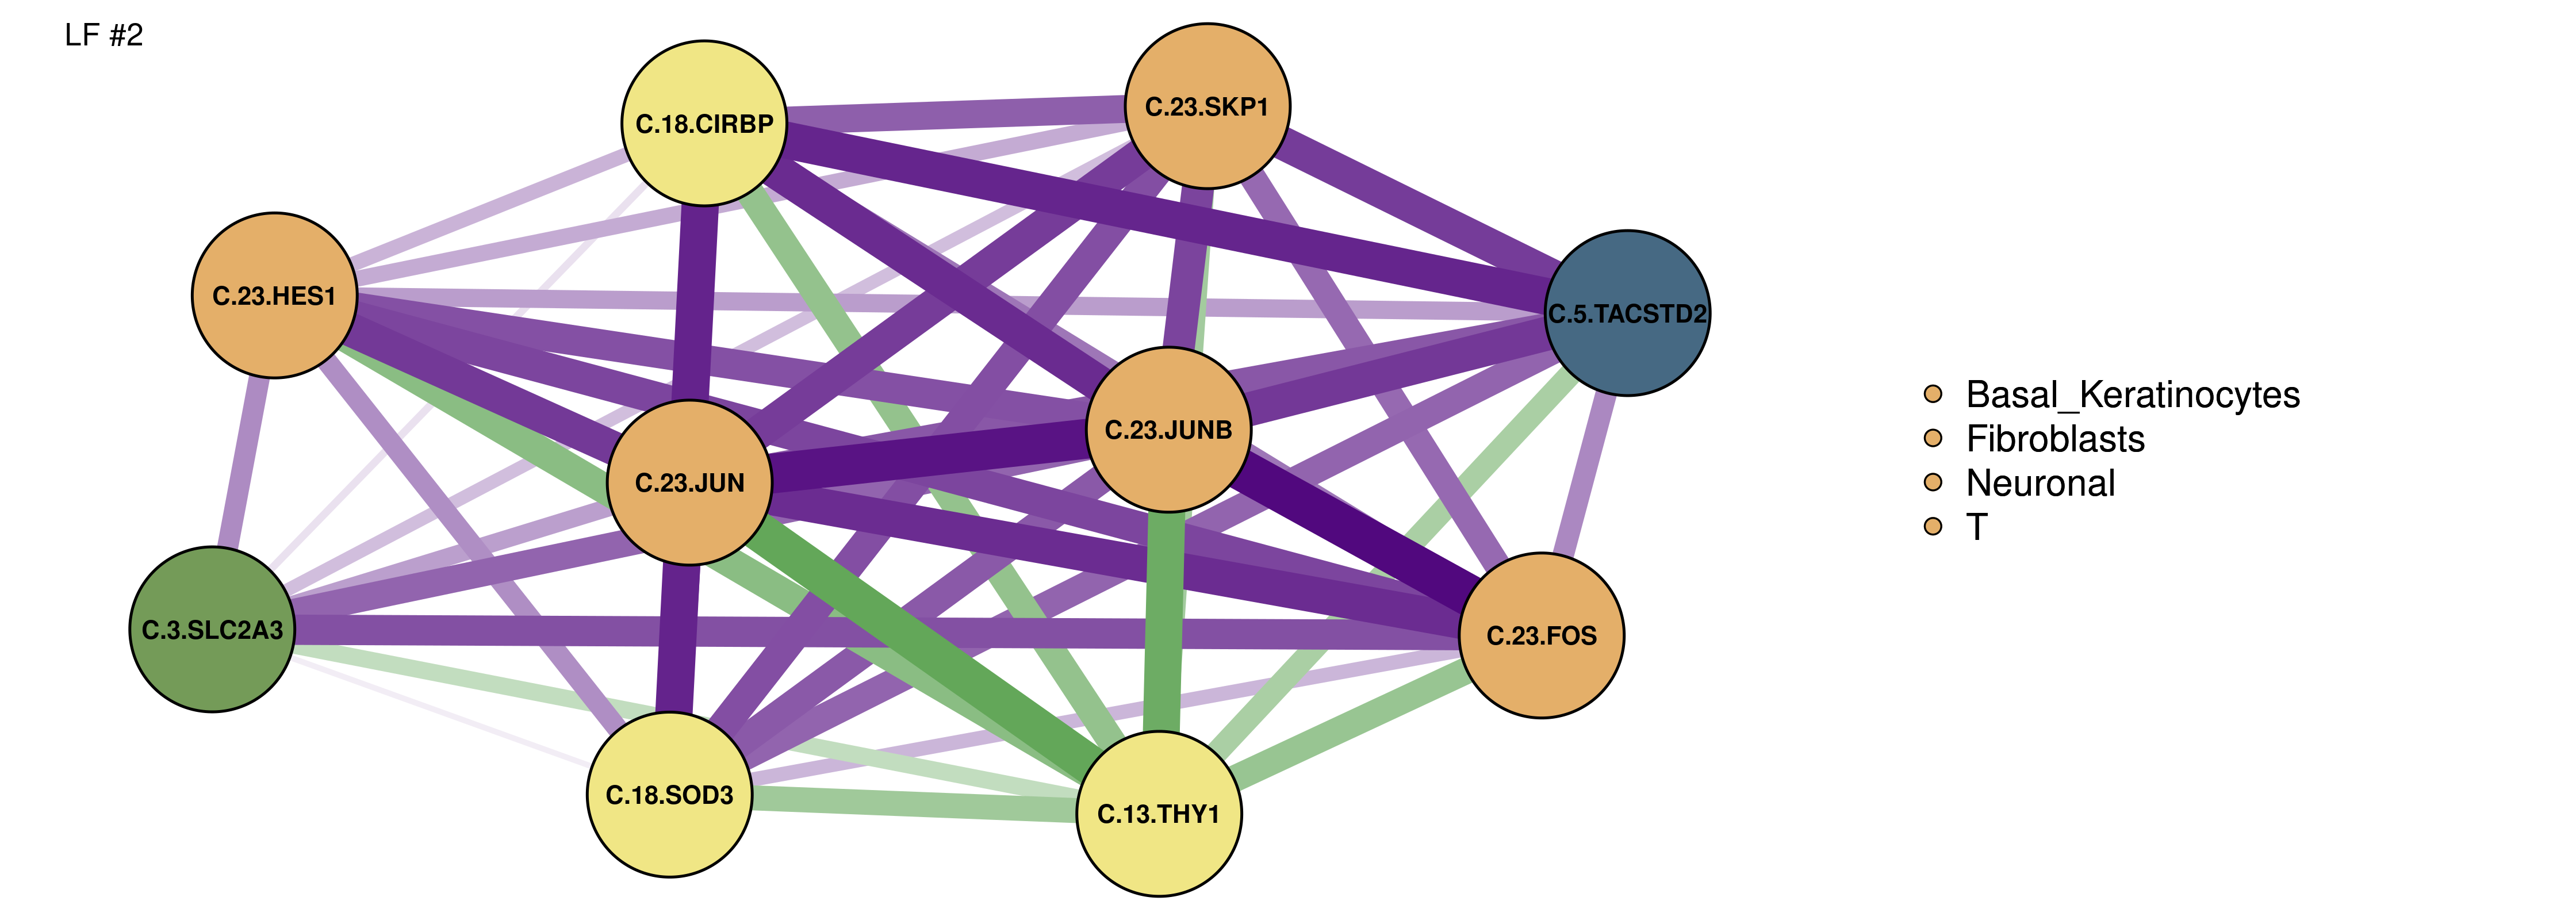 LF #2
C.18.CIRBP
C.23.SKP1
C.23.HES1
C.5.TACSTD2
C.23.JUNB
C.23.JUN
C.3.SLC2A3
C.23.FOS
C.18.SOD3
C.13.THY1
Basal_Keratinocytes
Fibroblasts
Neuronal
T